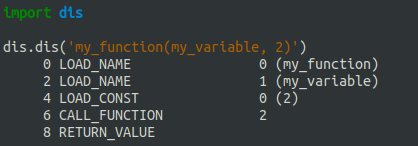 import dis
dis.dis('my_function(my_variable, 2)')
0 LOAD_NAME 0 (my_function)
2 LOAD_NAME 1 (my_variable)
4 LOAD_CONST 0 (2)
6 CALL_FUNCTION 2
8 RETURN_VALUE